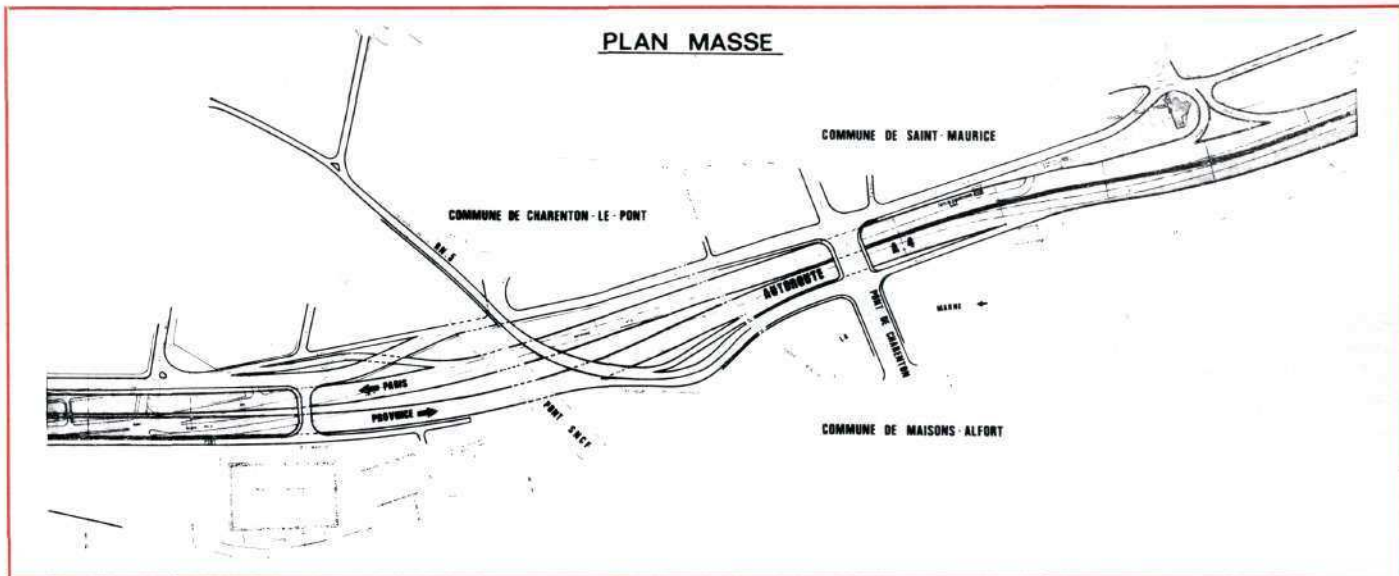 PLAN MASSE
COMMUNE DE SAINT-MAURICE
COMMUNE DE CHARENTON-LE-PONT
RN.5
AUTOROUTE A.4
PONT DE CHARENTON
LA MARNE
PARIS
PROVINCE
PONT SNCF
COMMUNE DE MAISONS-ALFORT